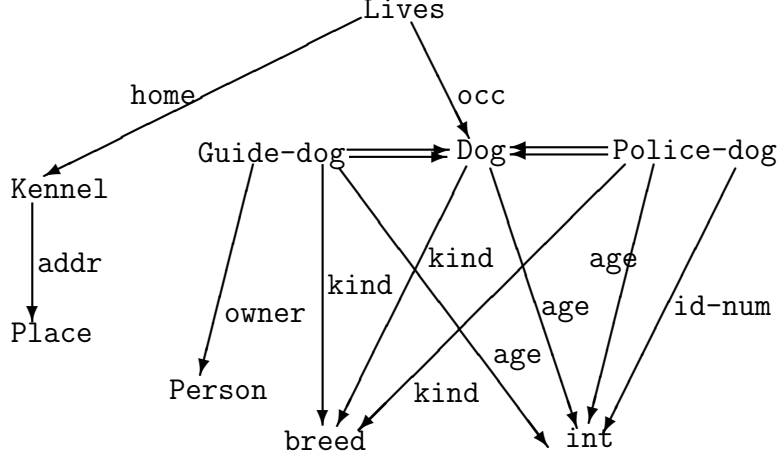 Lives
home
occ
Guide-dog
Dog
Police-dog
Kennel
addr
kind
age
kind
owner
age
id-num
Place
age
Person
kind
breed
int